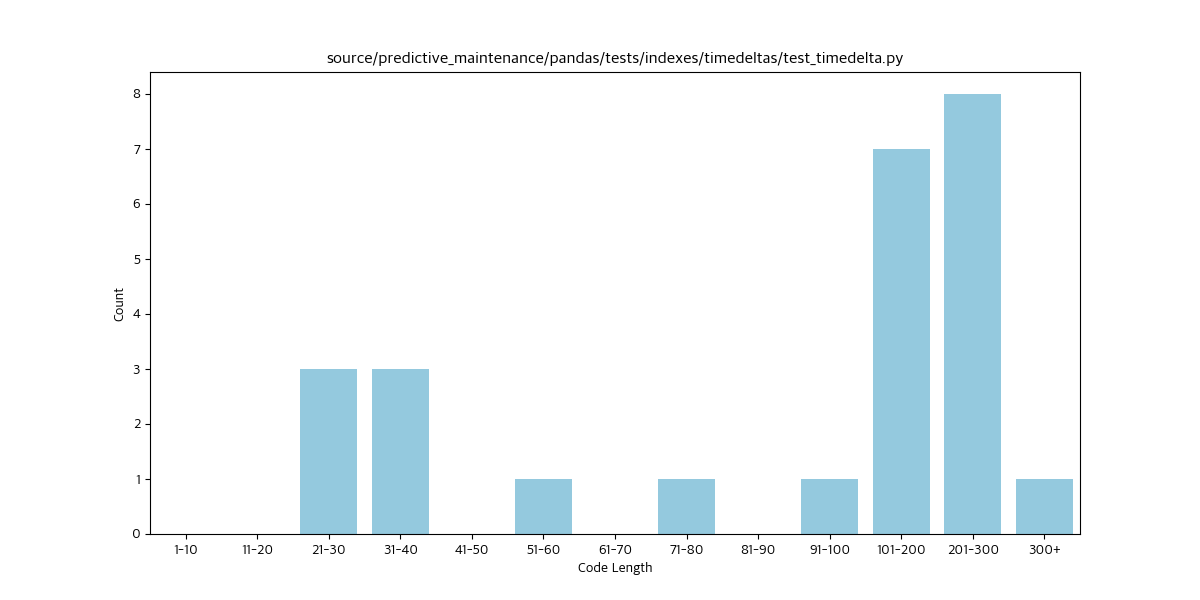 source/predictive_maintenance/pandas/tests/indexes/timedeltas/test_timedelta.py
8
7
6
5
4
3
2
1
0
Count
1-10 11-20 21-30 31-40 41-50 51-60 61-70 71-80 81-90 91-100 101-200 201-300 300+
Code Length